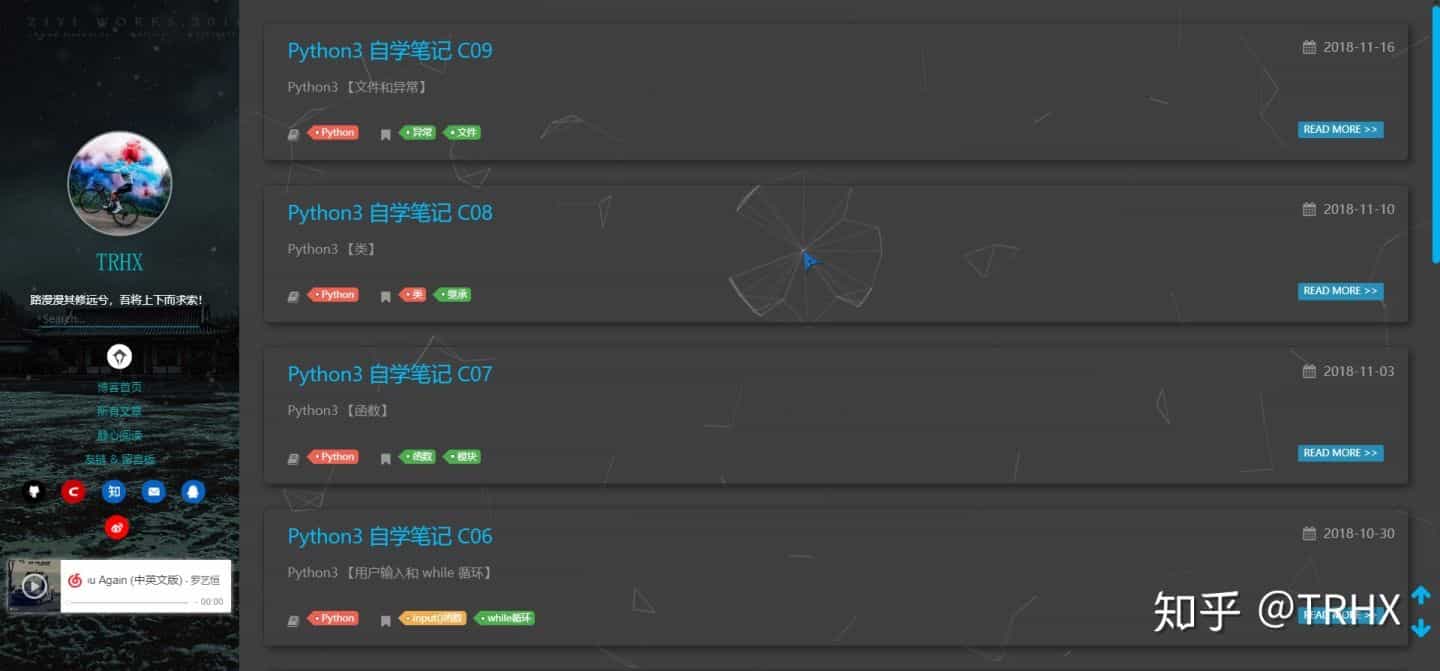 ZIYI WORKS.201
TRHX
路漫漫其修远兮，吾将上下而求索！
Search...
博客首页
所有文章
静心阅读
友链 & 留言板
知
ou Again (中英文版) - 罗艺恒
- 00:00
Python3 自学笔记 C09
2018-11-16
Python3 【文件和异常】
Python
异常
文件
READ MORE >>
Python3 自学笔记 C08
2018-11-10
Python3 【类】
Python
类
继承
READ MORE >>
Python3 自学笔记 C07
2018-11-03
Python3 【函数】
Python
函数
模块
READ MORE >>
Python3 自学笔记 C06
2018-10-30
Python3 【用户输入和 while 循环】
Python
input()函数
while循环
READ MORE >>
知乎 @TRHX